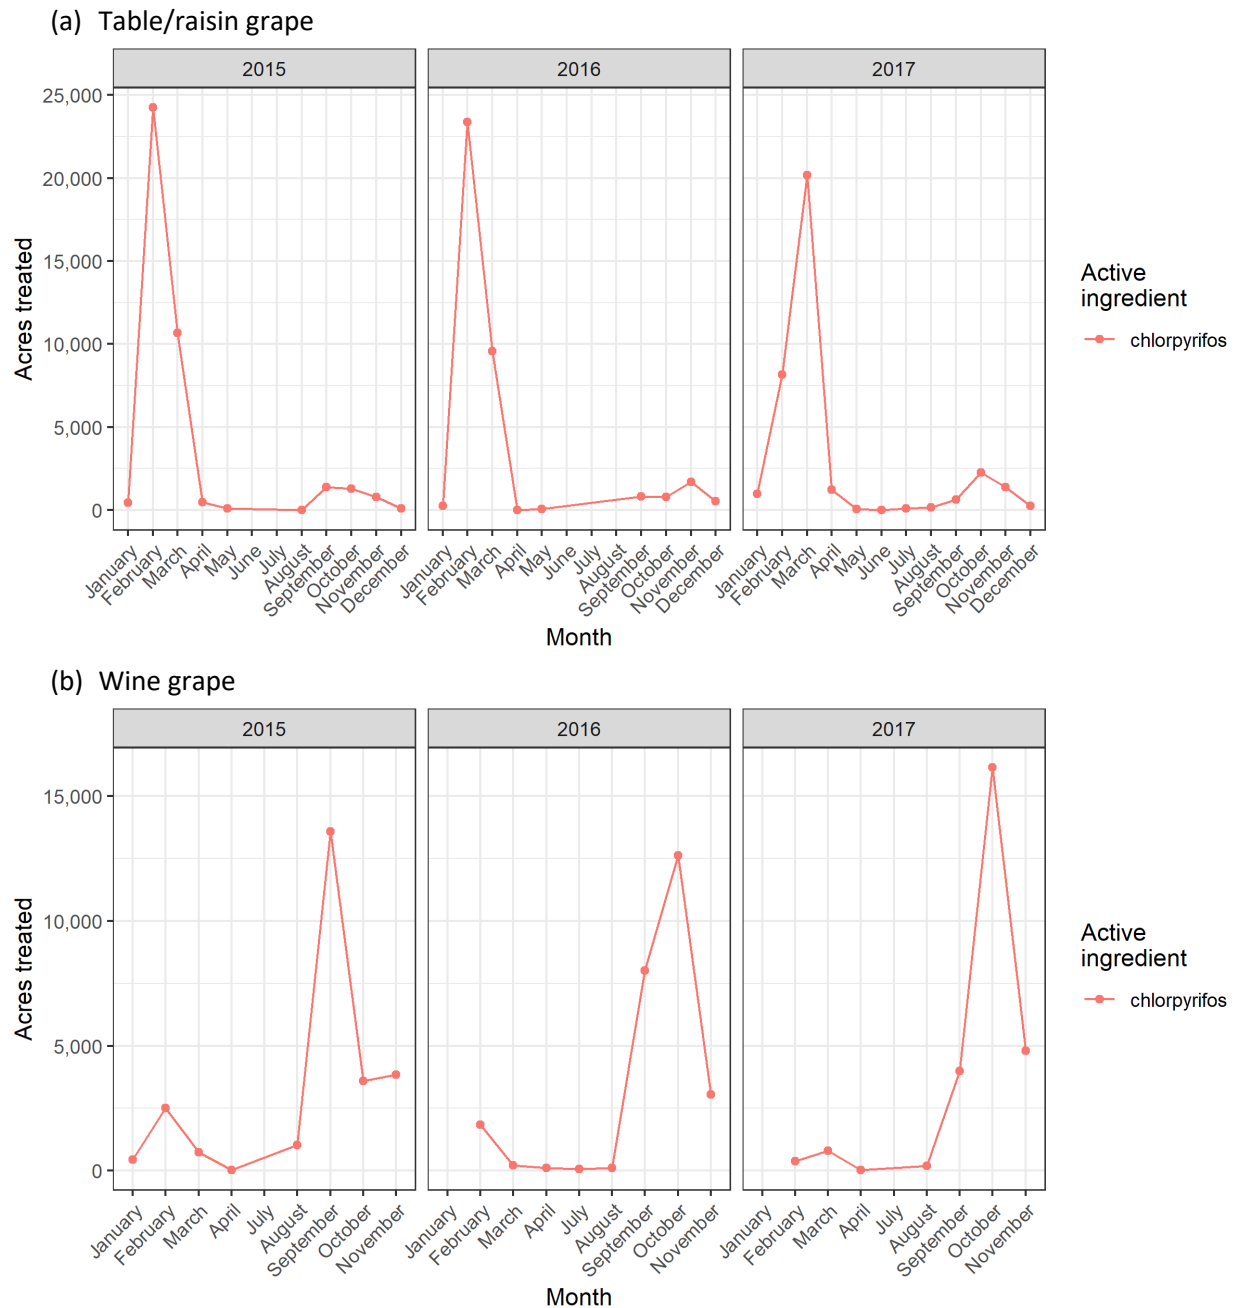 (a) Table/raisin grape
2015 2016 2017
25,000
20,000
15,000
10,000
5,000
0
Acres treated
January February March April May June July August September October November December
January February March April May June July August September October November December
January February March April May June July August September October November December
Month
Active
ingredient
chlorpyrifos
(b) Wine grape
2015 2016 2017
15,000
10,000
5,000
0
Acres treated
January February March April July August September October November
January February March April July August September October November
January February March April July August September October November
Month
Active
ingredient
chlorpyrifos